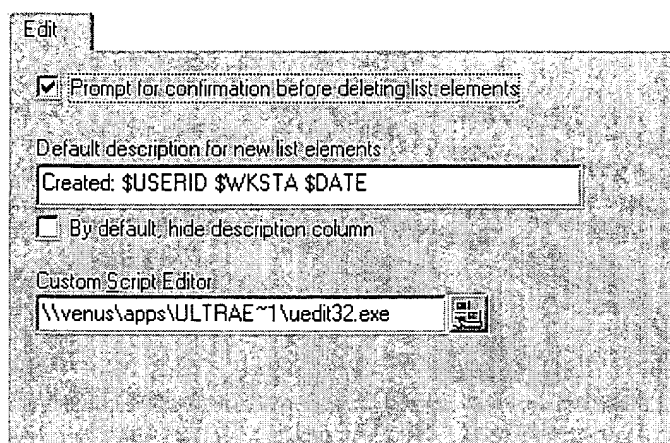 Edit
Prompt for confirmation before deleting list elements
Default description for new list elements
Created: $USERID $WKSTA $DATE
By default, hide description column
Custom Script Editor
\\venus\apps\ULTRAE~1\uedit32.exe